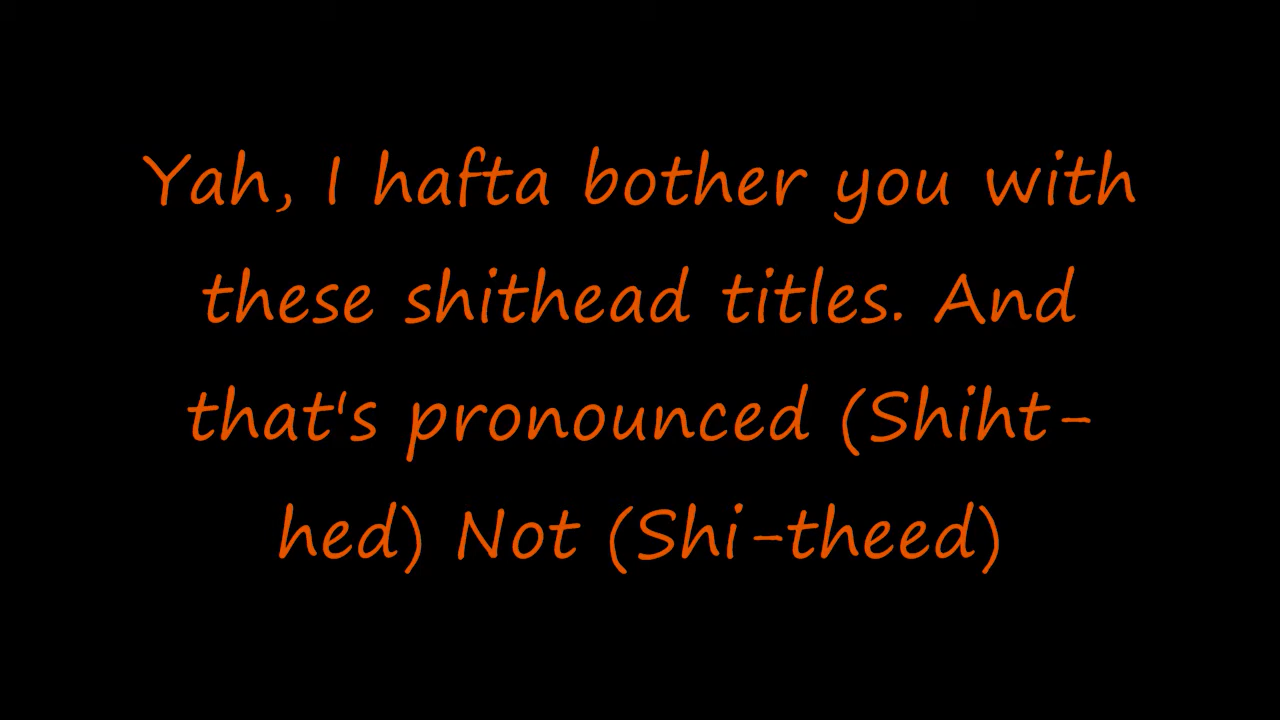 Yah, I hafta bother you with
these shithead titles. And
that's pronounced (Shiht-
hed) Not (Shi-theed)